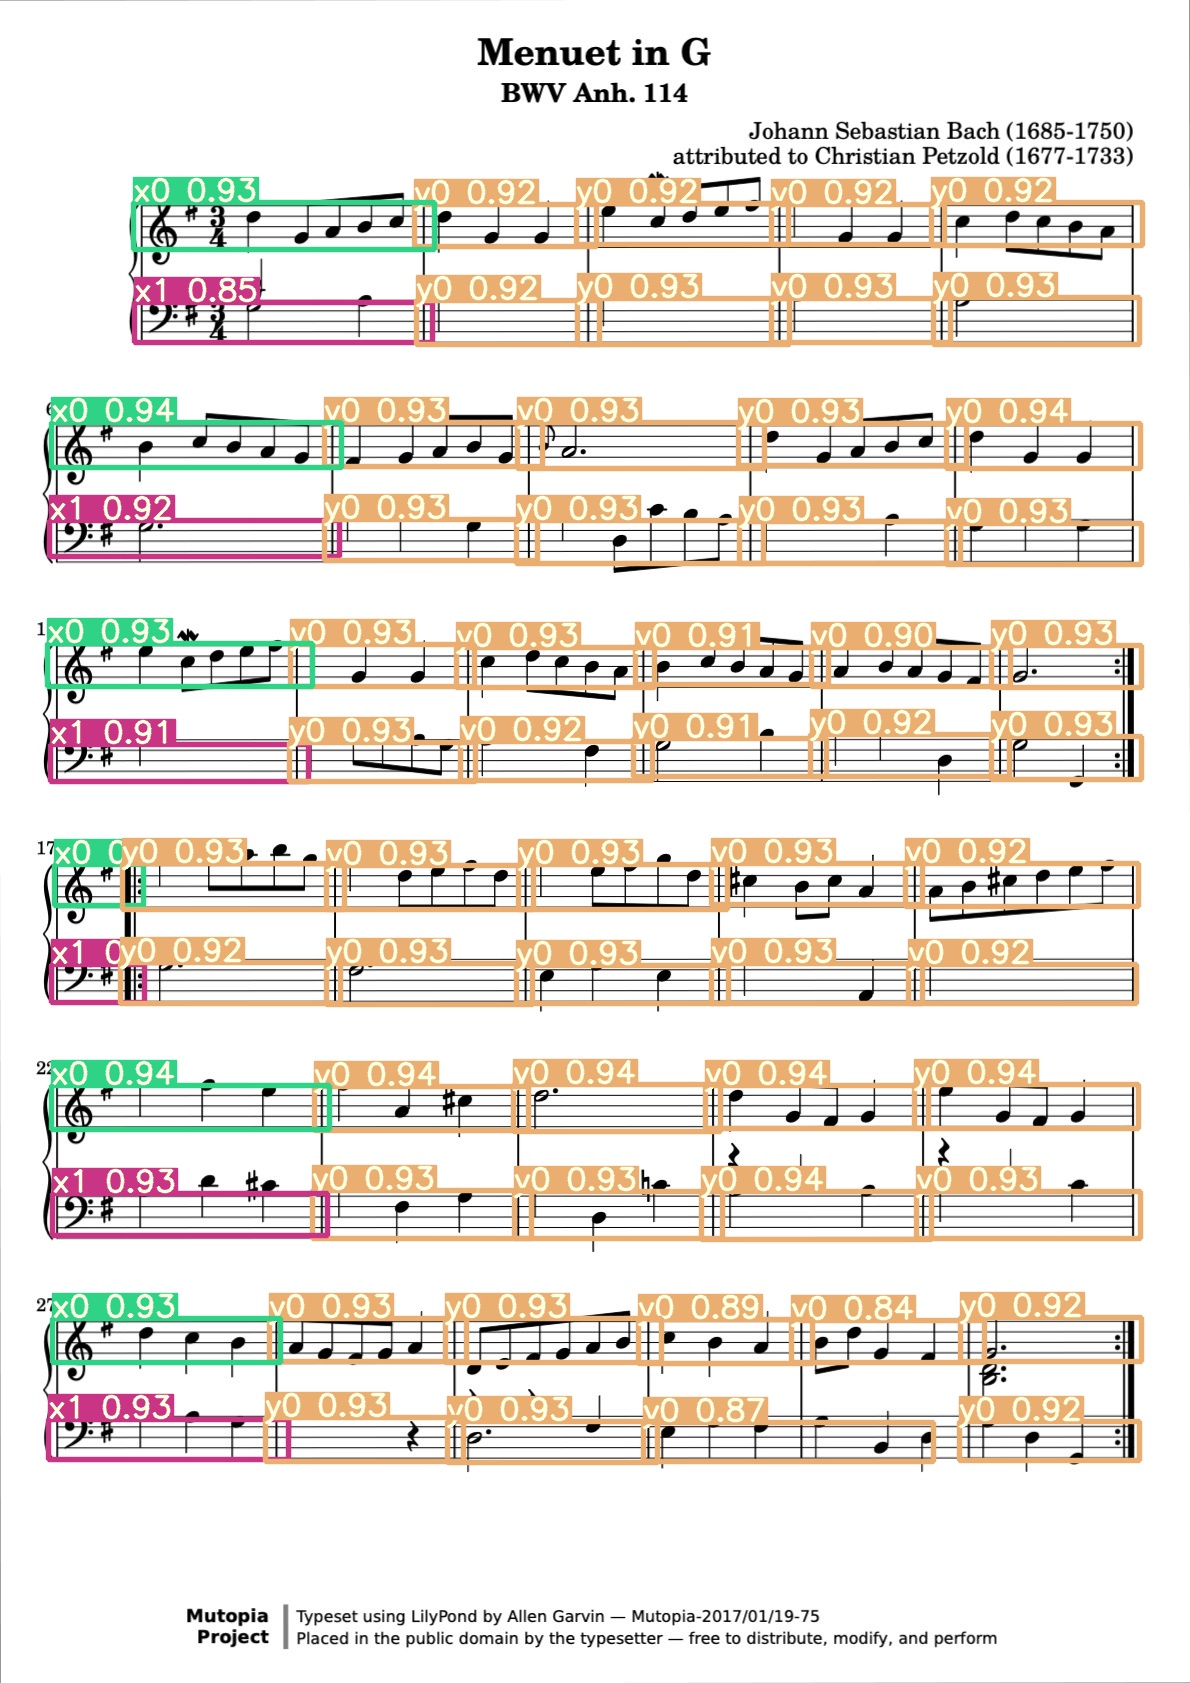 Menuet in G
BWV Anh. 114
Johann Sebastian Bach (1685-1750)
attributed to Christian Petzold (1677-1733)
x0 0.93 y0 0.92 y0 0.92 y0 0.92 y0 0.92
3 4
x1 0.85 y0 0.92 y0 0.93 y0 0.93 y0 0.93
3 4
x0 0.94 y0 0.93 y0 0.93 y0 0.93 y0 0.94
x1 0.92 y0 0.93 y0 0.93 y0 0.93 y0 0.93
1 x0 0.93 y0 0.93 y0 0.93 y0 0.91 y0 0.90 y0 0.93
x1 0.91 y0 0.93 y0 0.92 y0 0.91 y0 0.92 y0 0.93
17 x0 0 y0 0.93 y0 0.93 y0 0.93 y0 0.93 y0 0.92
x1 0 y0 0.92 y0 0.93 y0 0.93 y0 0.93 y0 0.92
22 x0 0.94 y0 0.94 y0 0.94 y0 0.94 y0 0.94
x1 0.93 y0 0.93 y0 0.93 y0 0.94 y0 0.93
27 x0 0.93 y0 0.93 y0 0.93 y0 0.89 y0 0.84 y0 0.92
x1 0.93 y0 0.93 y0 0.93 y0 0.87 y0 0.92
Mutopia Project
Typeset using LilyPond by Allen Garvin — Mutopia-2017/01/19-75
Placed in the public domain by the typesetter — free to distribute, modify, and perform